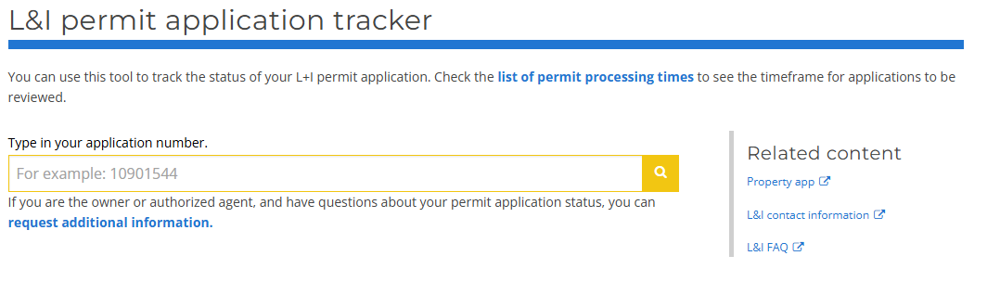 L&I permit application tracker
You can use this tool to track the status of your L+I permit application. Check the list of permit processing times to see the timeframe for applications to be
reviewed.
Type in your application number.
For example: 10901544
If you are the owner or authorized agent, and have questions about your permit application status, you can
request additional information.
Related content
Property app
L&I contact information
L&I FAQ